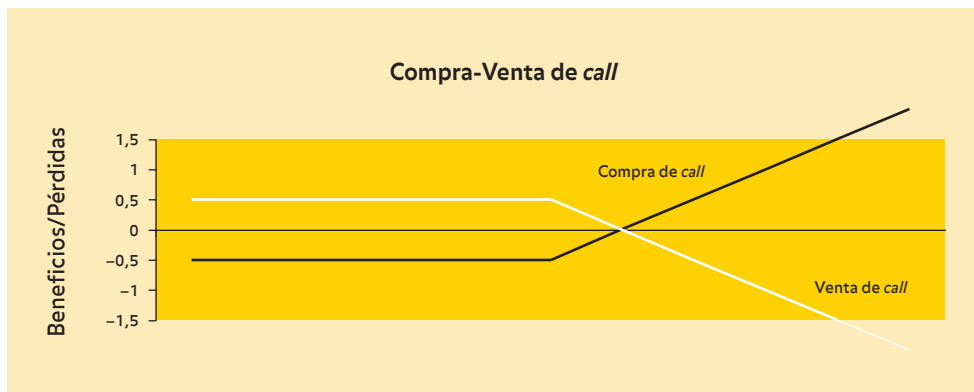 Compra-Venta de call
Beneficios/Pérdidas
1,5
1
0,5
0
–0,5
–1
–1,5
Compra de call
Venta de call